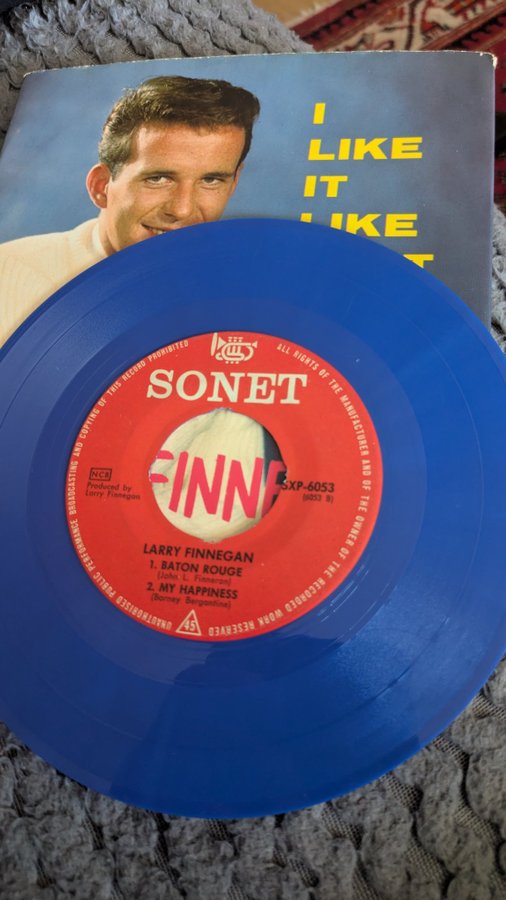 I
LIKE
IT
LIKE
SONET
UNAUTHORISED PUBLIC PERFORMANCE, BROADCASTING AND COPYING OF THIS RECORD PROHIBITED
ALL RIGHTS OF THE MANUFACTURER AND OF THE OWNER OF THE RECORDED WORK RESERVED
NCB
Produced by
Larry Finnegan
FINNE
SXP-6053
(6053 B)
LARRY FINNEGAN
1. BATON ROUGE
(John L. Finneran)
2. MY HAPPINESS
(Barney Bergantine)
45